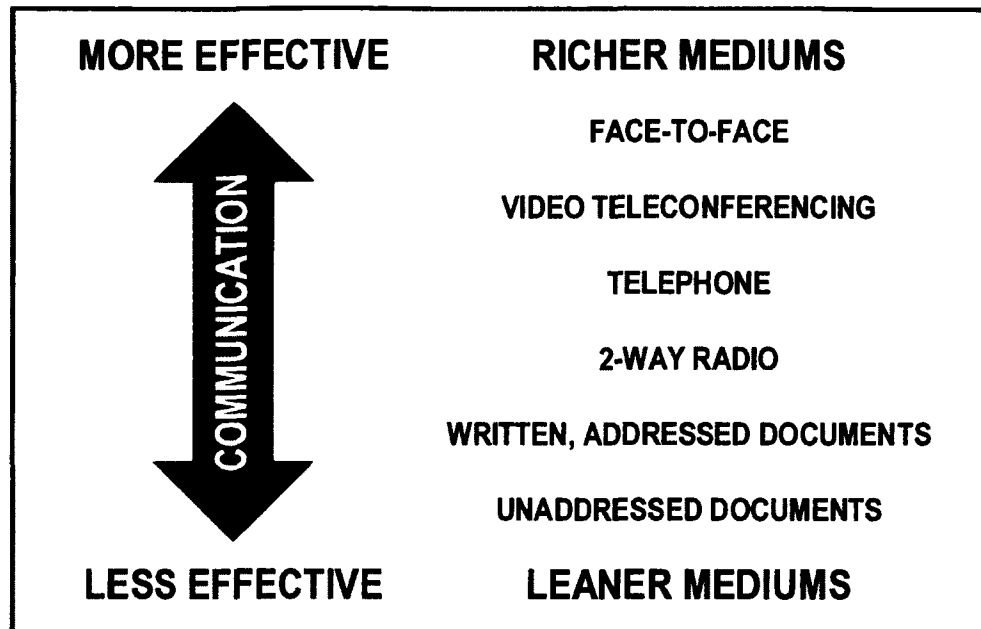 MORE EFFECTIVE
RICHER MEDIUMS
FACE-TO-FACE
VIDEO TELECONFERENCING
TELEPHONE
2-WAY RADIO
WRITTEN, ADDRESSED DOCUMENTS
UNADDRESSED DOCUMENTS
COMMUNICATION
LESS EFFECTIVE
LEANER MEDIUMS